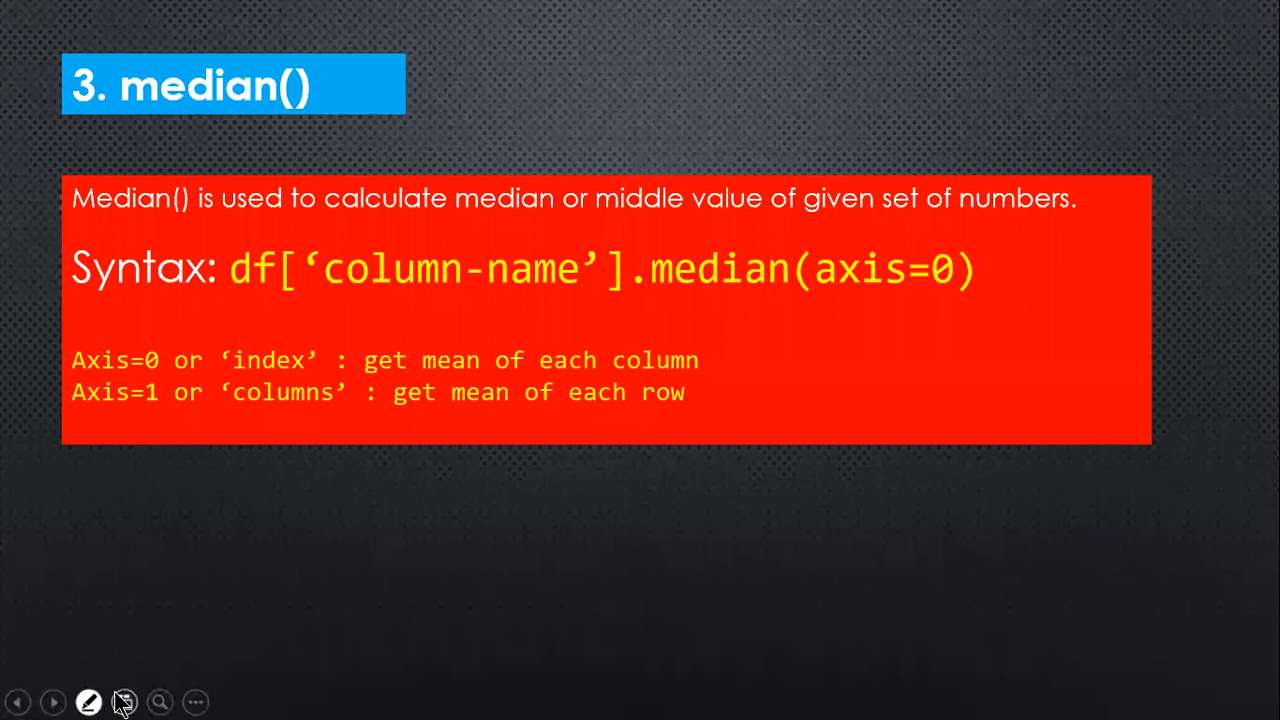 3. median()
Median() is used to calculate median or middle value of given set of numbers.
Syntax: df[‘column-name’].median(axis=0)
Axis=0 or ‘index’ : get mean of each column
Axis=1 or ‘columns’ : get mean of each row